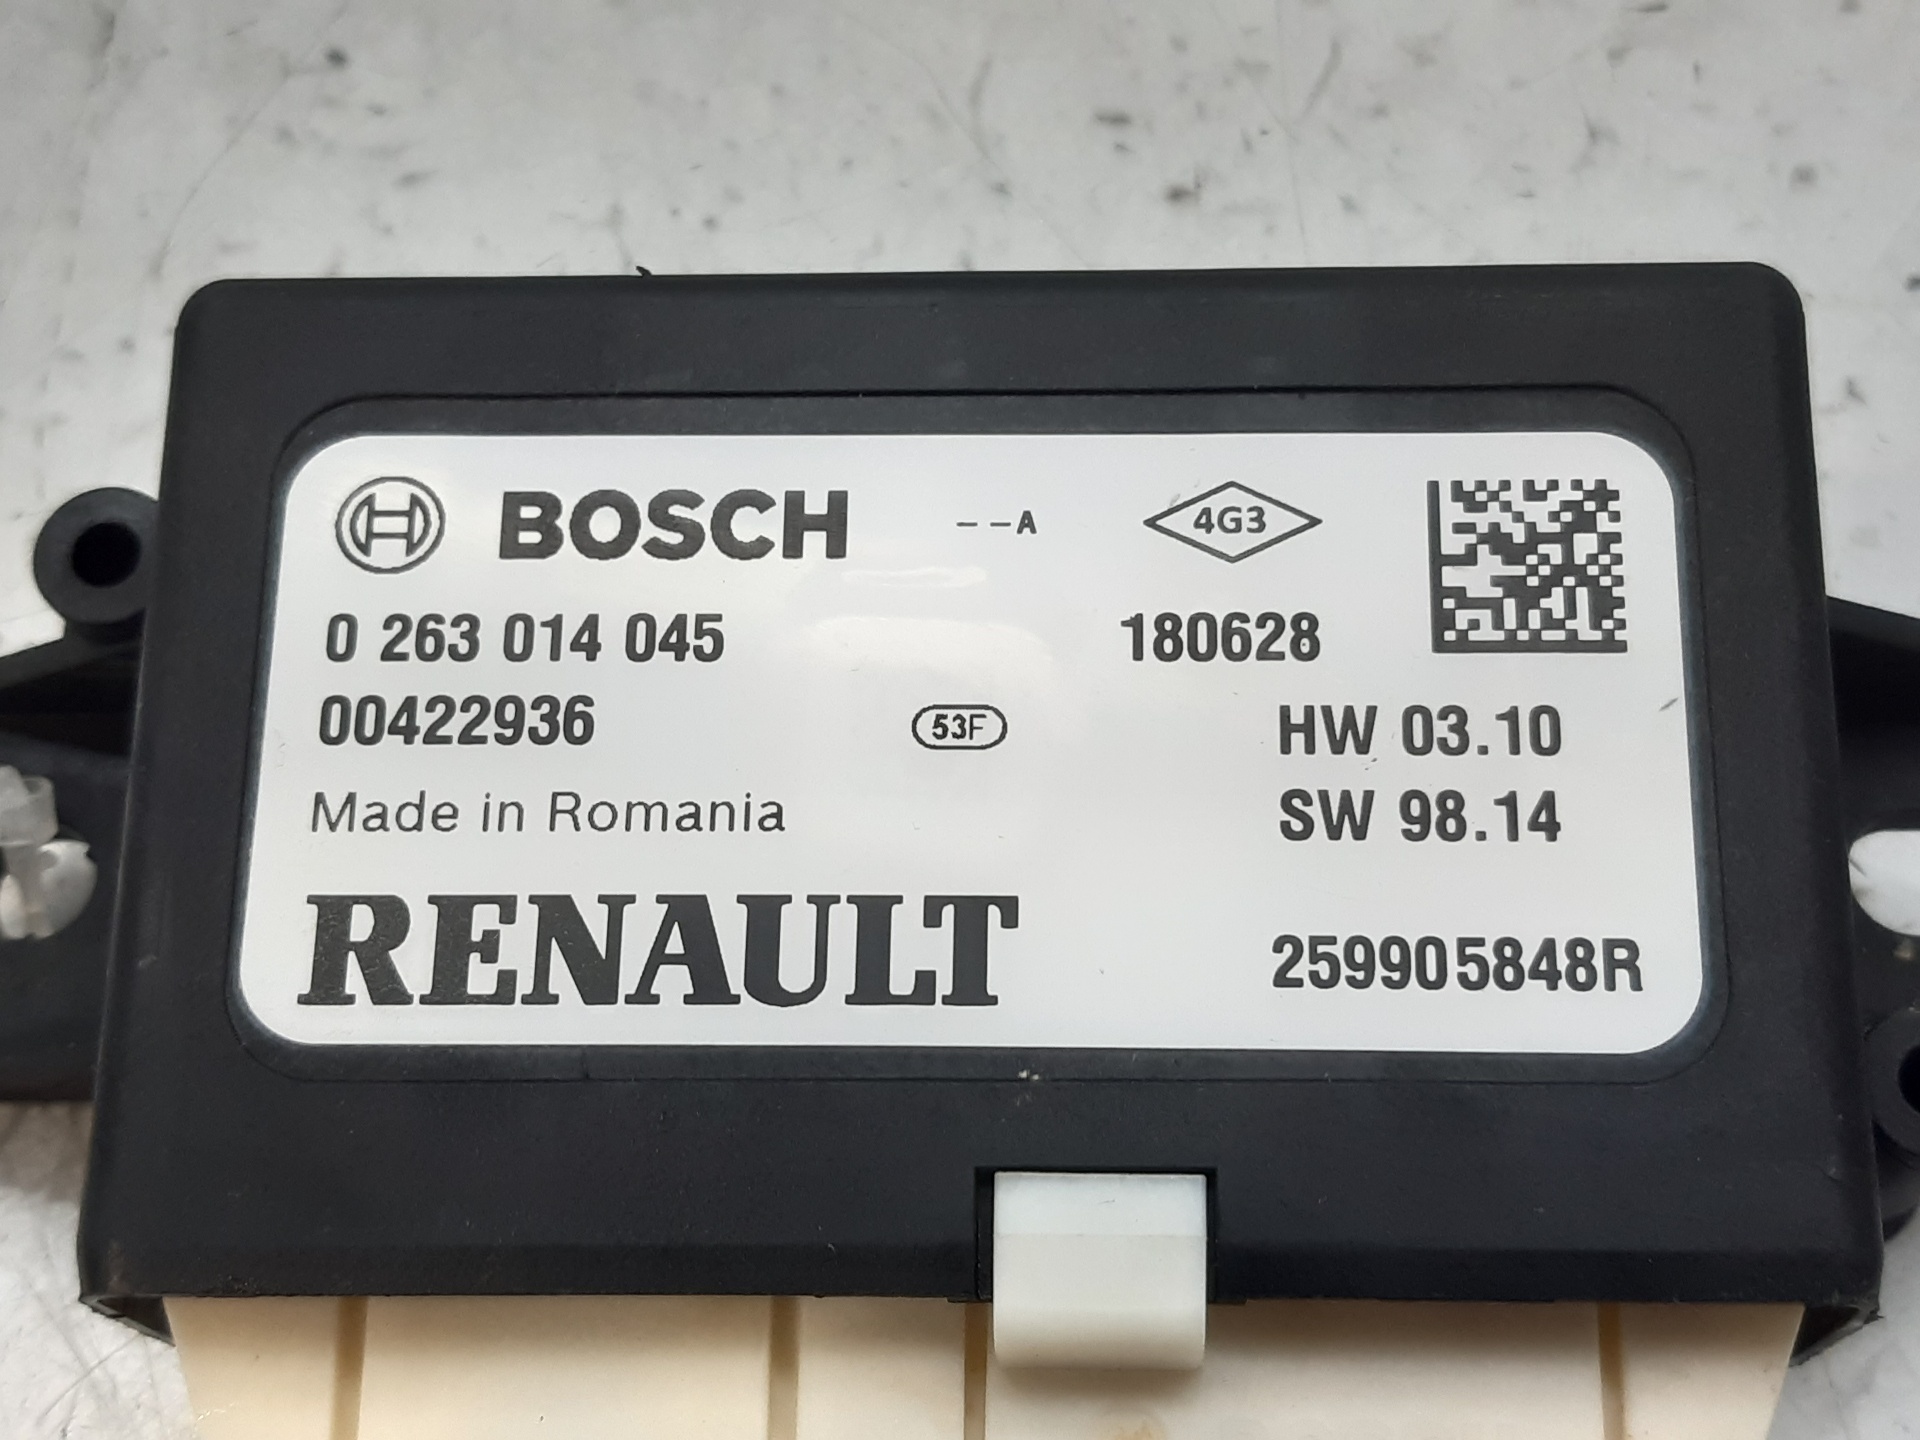 BOSCH --A 4G3
0 263 014 045 180628
00422936 53F HW 03.10
Made in Romania SW 98.14
RENAULT 259905848R